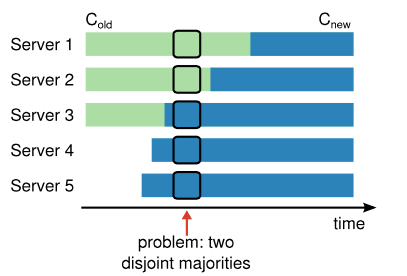 Cold Cnew
Server 1
Server 2
Server 3
Server 4
Server 5
time
problem: two
disjoint majorities